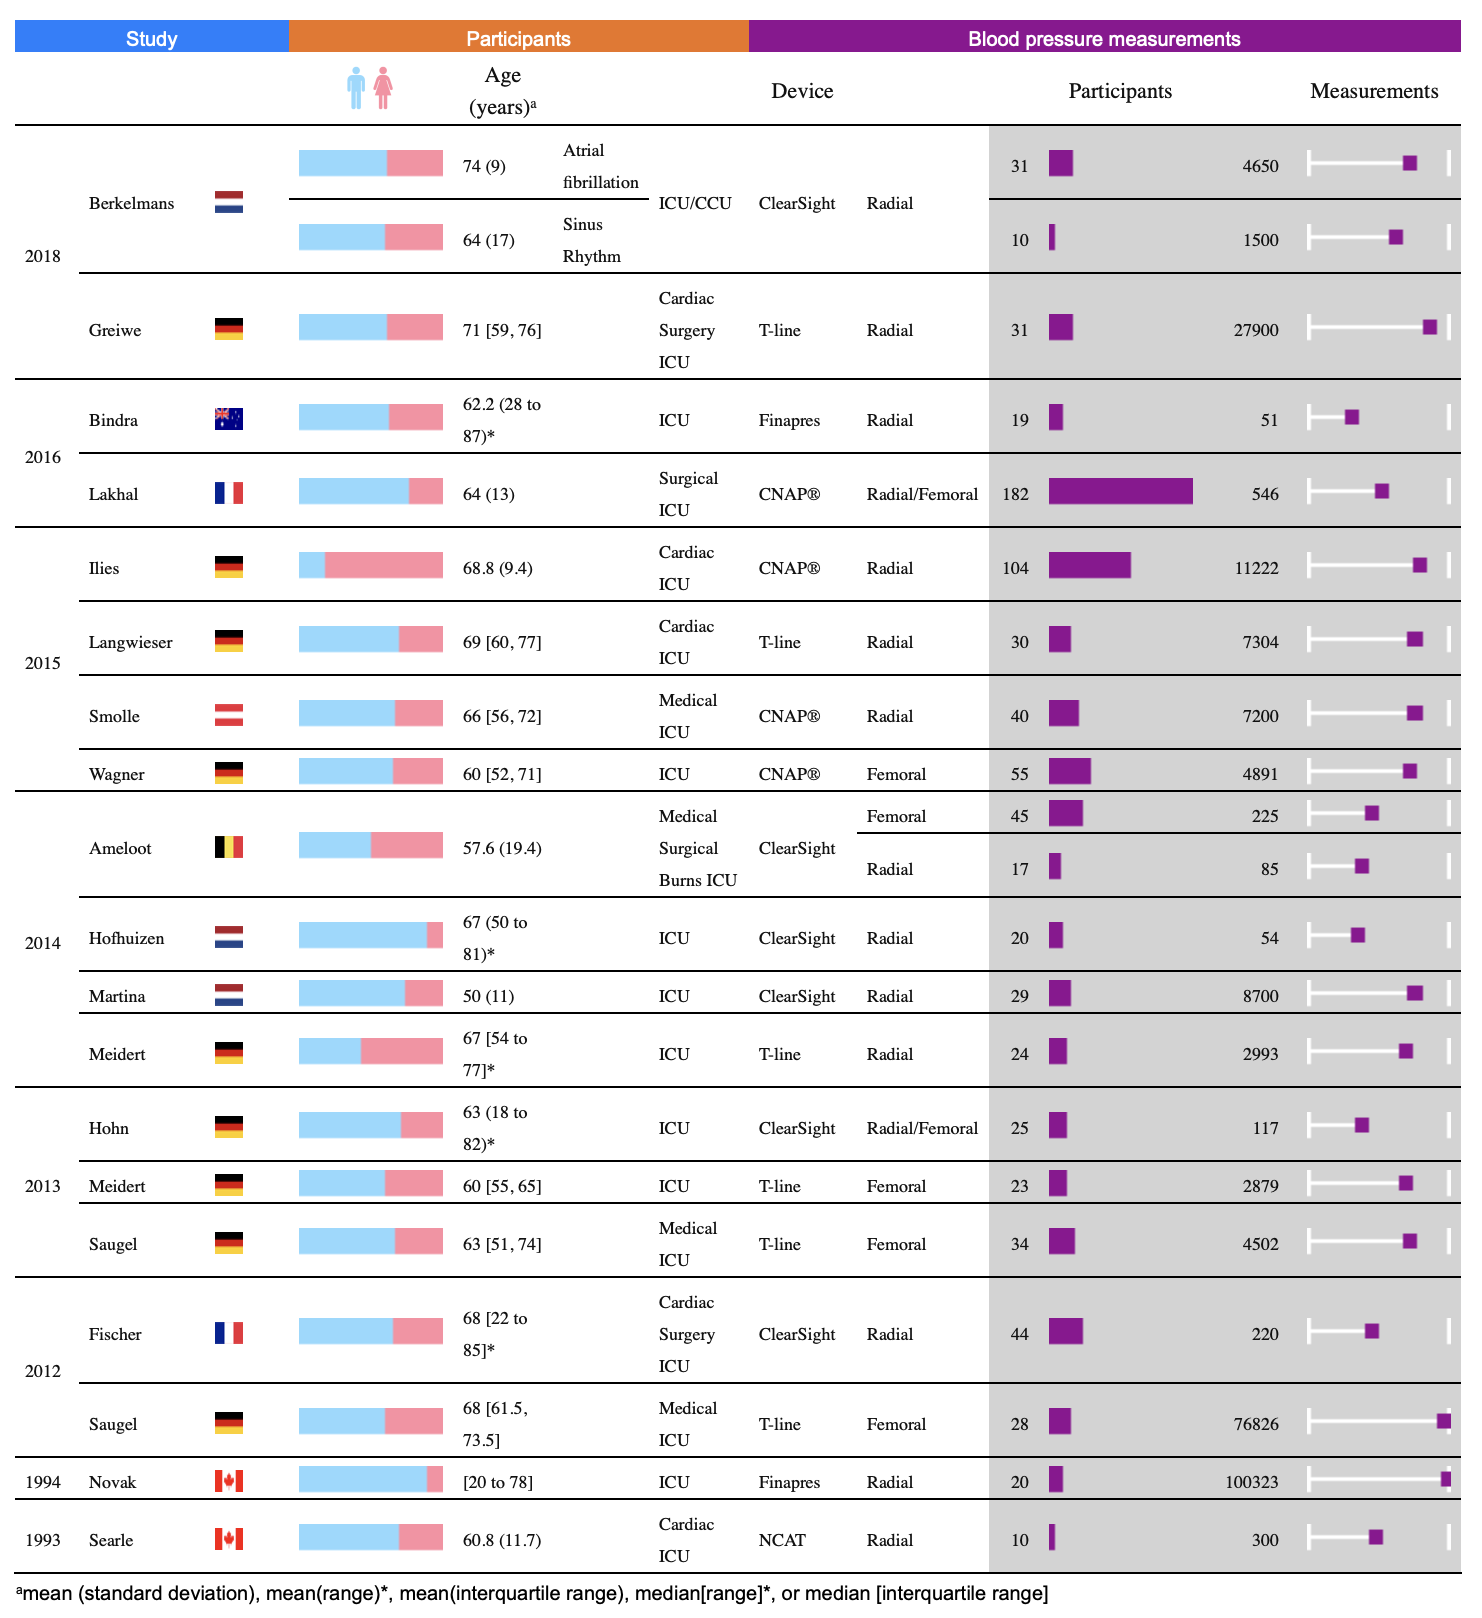 Study Participants Blood pressure measurements
Age
(years)ª Device Participants Measurements
2018 Berkelmans 74 (9) Atrial
fibrillation ICU/CCU ClearSight Radial 31 4650
64 (17) Sinus
Rhythm 10 1500
Greiwe 71 [59, 76] Cardiac
Surgery
ICU T-line Radial 31 27900
2016 Bindra 62.2 (28 to
87)* ICU Finapres Radial 19 51
Lakhal 64 (13) Surgical
ICU CNAP® Radial/Femoral 182 546
2015 Ilies 68.8 (9.4) Cardiac
ICU CNAP® Radial 104 11222
Langwieser 69 [60, 77] Cardiac
ICU T-line Radial 30 7304
Smolle 66 [56, 72] Medical
ICU CNAP® Radial 40 7200
Wagner 60 [52, 71] ICU CNAP® Femoral 55 4891
2014 Ameloot 57.6 (19.4) Medical
Surgical
Burns ICU ClearSight Femoral 45 225
Radial 17 85
Hofhuizen 67 (50 to
81)* ICU ClearSight Radial 20 54
Martina 50 (11) ICU ClearSight Radial 29 8700
Meidert 67 [54 to
77]* ICU T-line Radial 24 2993
2013 Hohn 63 (18 to
82)* ICU ClearSight Radial/Femoral 25 117
Meidert 60 [55, 65] ICU T-line Femoral 23 2879
Saugel 63 [51, 74] Medical
ICU T-line Femoral 34 4502
2012 Fischer 68 [22 to
85]* Cardiac
Surgery
ICU ClearSight Radial 44 220
Saugel 68 [61.5,
73.5] Medical
ICU T-line Femoral 28 76826
1994 Novak [20 to 78] ICU Finapres Radial 20 100323
1993 Searle 60.8 (11.7) Cardiac
ICU NCAT Radial 10 300
ªmean (standard deviation), mean(range)*, mean(interquartile range), median[range]*, or median [interquartile range]